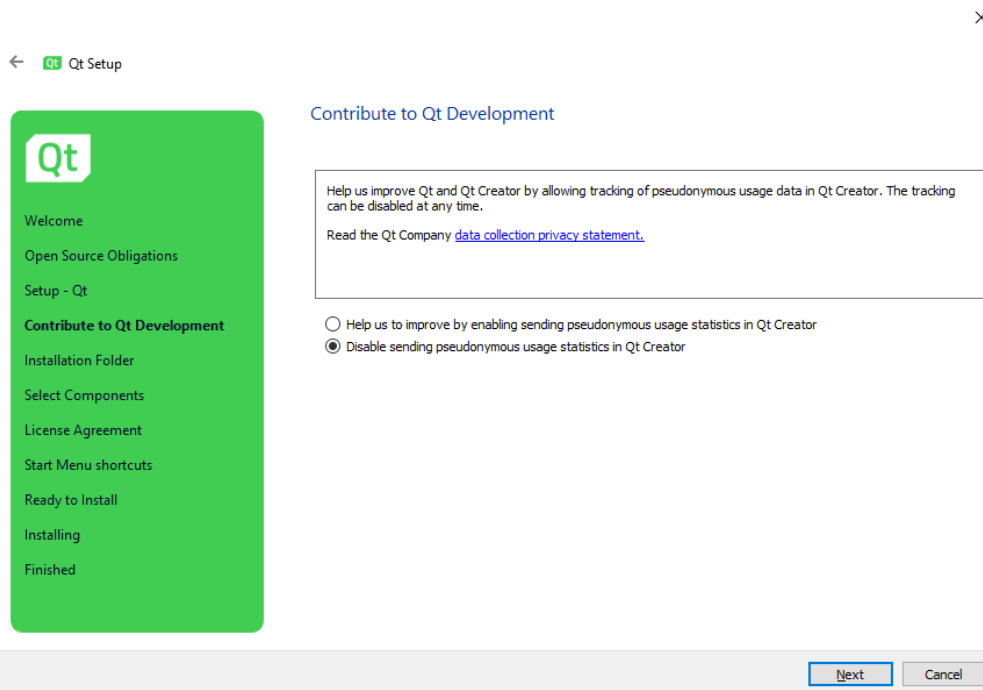 Qt Qt Setup
Qt
Welcome
Open Source Obligations
Setup - Qt
Contribute to Qt Development
Installation Folder
Select Components
License Agreement
Start Menu shortcuts
Ready to Install
Installing
Finished
Contribute to Qt Development
Help us improve Qt and Qt Creator by allowing tracking of pseudonymous usage data in Qt Creator. The tracking
can be disabled at any time.
Read the Qt Company data collection privacy statement.
Help us to improve by enabling sending pseudonymous usage statistics in Qt Creator
Disable sending pseudonymous usage statistics in Qt Creator
Next
Cancel